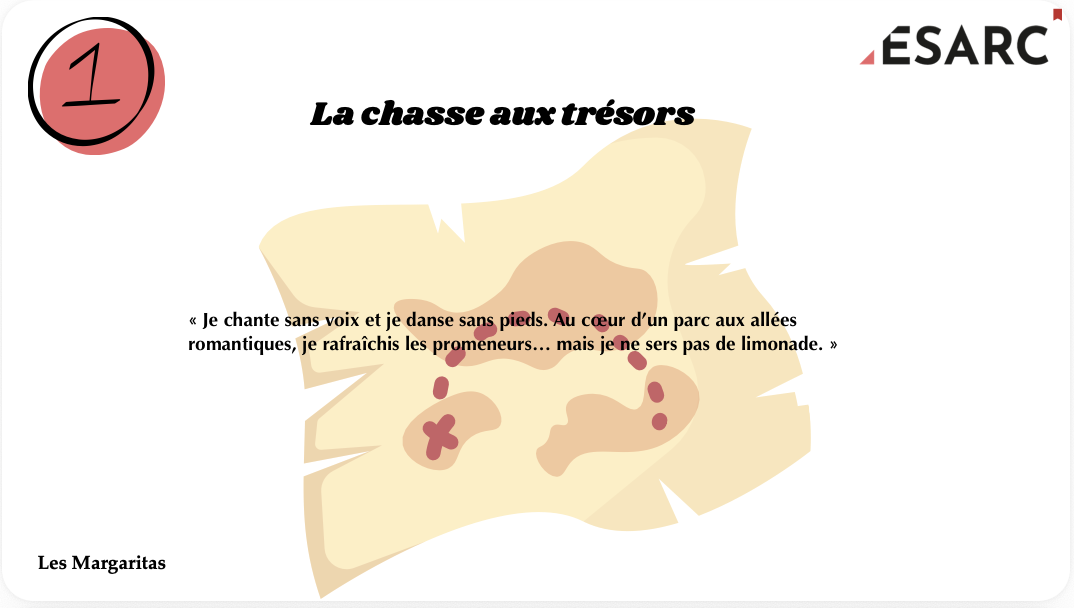 1
ESARC
La chasse aux trésors
« Je chante sans voix et je danse sans pieds. Au cœur d’un parc aux allées
romantiques, je rafraîchis les promeneurs… mais je ne sers pas de limonade. »
Les Margaritas